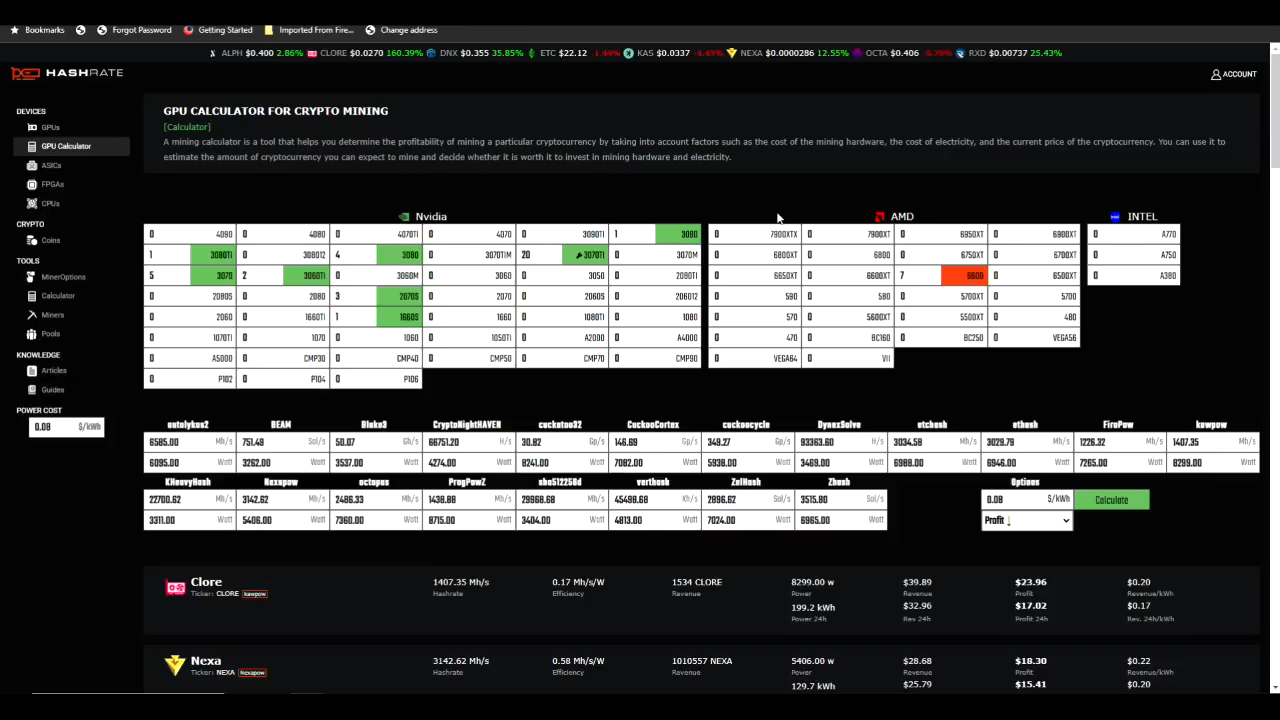 Bookmarks Forgot Password Getting Started Imported From Fire... Change address
ALPH $0.400 2.86% CLORE $0.0270 160.39% DNX $0.355 35.85% ETC $22.12 -1.44% KAS $0.0337 -4.49% NEXA $0.0000286 12.55% OCTA $0.406 -0.79% RXD $0.00737 25.43%
HASHRATE
ACCOUNT
DEVICES
GPUs
GPU Calculator
ASICs
FPGAs
CPUs
CRYPTO
Coins
TOOLS
MinerOptions
Calculator
Miners
Pools
KNOWLEDGE
Articles
Guides
POWER COST
0.08 $/kWh
GPU CALCULATOR FOR CRYPTO MINING
[Calculator]
A mining calculator is a tool that helps you determine the profitability of mining a particular cryptocurrency by taking into account factors such as the cost of the mining hardware, the cost of electricity, and the current price of the cryptocurrency. You can use it to
estimate the amount of cryptocurrency you can expect to mine and decide whether it is worth it to invest in mining hardware and electricity.
Nvidia AMD INTEL
0 4090 0 4080 0 4070TI 0 4070 0 3090TI 1 3090 0 7900XTX 0 7900XT 0 6950XT 0 6900XT 0 A770
1 3080TI 0 308012 4 3080 0 3070TIM 20 3070TI 0 3070M 0 6800XT 0 6800 0 6750XT 0 6700XT 0 A750
5 3070 2 3060TI 0 3060M 0 3060 0 3050 0 2080TI 0 6650XT 0 6600XT 7 6600 0 6500XT 0 A380
0 2080S 0 2080 3 2070S 0 2070 0 2060S 0 206012 0 590 0 580 0 5700XT 0 5700
0 2060 0 1660TI 1 1660S 0 1660 0 1080TI 0 1080 0 570 0 5600XT 0 5500XT 0 480
0 1070TI 0 1070 0 1060 0 1050TI 0 A2000 0 A4000 0 470 0 BC160 0 BC250 0 VEGA56
0 A5000 0 CMP30 0 CMP40 0 CMP50 0 CMP70 0 CMP90 0 VEGA64 0 VII
0 P102 0 P104 0 P106
autolykos2 BEAM Blake3 CryptoNightHAVEN cuckatoo32 CuckooCortex cuckoocycle DynexSolve etchash ethash FiroPow kawpow
6585.00 Mh/s 751.49 Sol/s 50.07 Gh/s 66751.20 H/s 30.82 Gp/s 146.69 Gp/s 349.27 Gp/s 93363.60 H/s 3034.58 Mh/s 3029.79 Mh/s 1226.32 Mh/s 1407.35 Mh/s
6095.00 Watt 3262.00 Watt 3537.00 Watt 4274.00 Watt 8241.00 Watt 7082.00 Watt 5938.00 Watt 3469.00 Watt 6988.00 Watt 6946.00 Watt 7265.00 Watt 8299.00 Watt
KHeavyHash Nexapow octopus ProgPowZ sha512256d verthash ZelHash Zhash Options
22700.62 Mh/s 3142.62 Mh/s 2486.33 Mh/s 1438.88 Mh/s 29968.68 Mh/s 45498.68 Kh/s 2896.62 Sol/s 3515.80 Sol/s 0.08 $/kWh Calculate
3311.00 Watt 5406.00 Watt 7360.00 Watt 8715.00 Watt 3404.00 Watt 4813.00 Watt 7024.00 Watt 6965.00 Watt Profit ↓
Clore 1407.35 Mh/s 0.17 Mh/s/W 1534 CLORE 8299.00 w $39.89 $23.96 $0.20
Ticker: CLORE kawpow Hashrate Efficiency Revenue Power Revenue Profit Revenue/kWh
199.2 kWh $32.96 $17.02 $0.17
Power 24h Rev 24h Profit 24h Rev. 24h/kWh
Nexa 3142.62 Mh/s 0.58 Mh/s/W 1010557 NEXA 5406.00 w $28.68 $18.30 $0.22
Ticker: NEXA Nexapow Hashrate Efficiency Revenue Power Revenue Profit Revenue/kWh
129.7 kWh $25.79 $15.41 $0.20